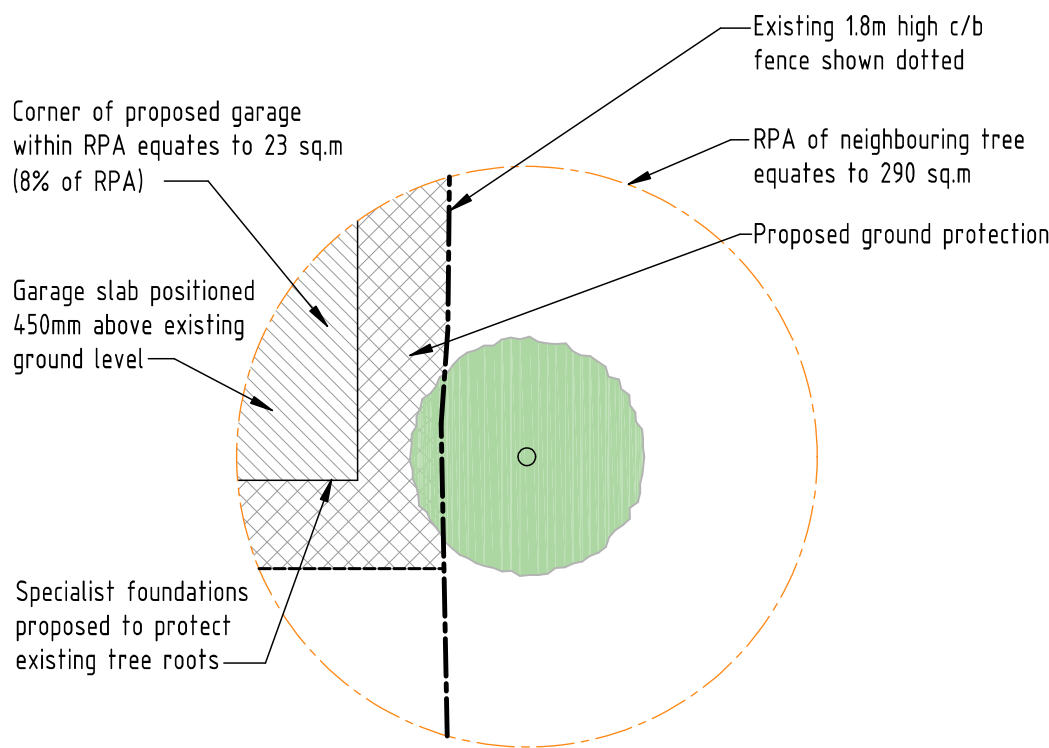 Existing 1.8m high c/b
fence shown dotted
Corner of proposed garage
within RPA equates to 23 sq.m
(8% of RPA)
RPA of neighbouring tree
equates to 290 sq.m
Proposed ground protection
Garage slab positioned
450mm above existing
ground level
Specialist foundations
proposed to protect
existing tree roots